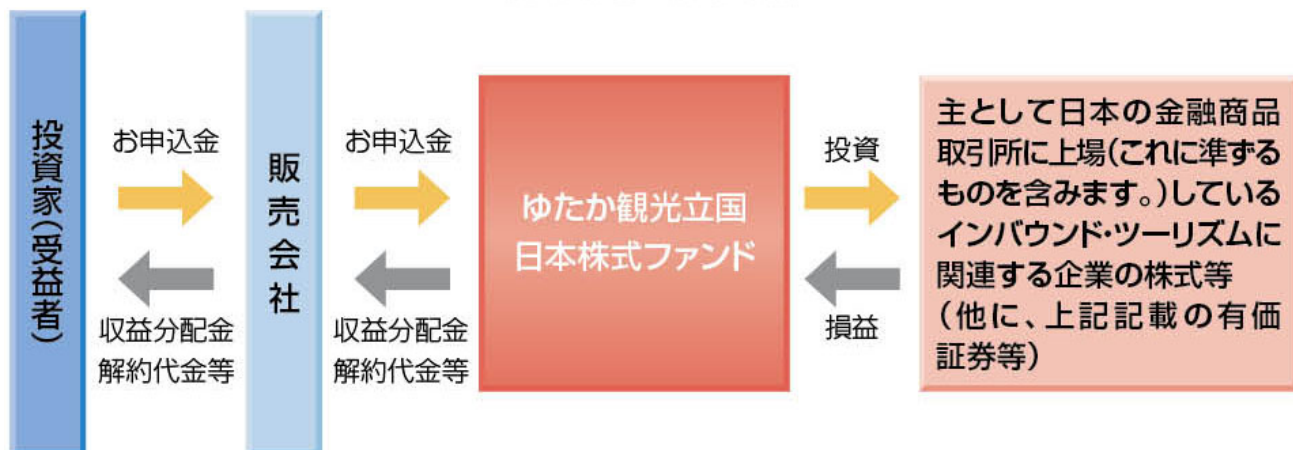 投資家(受益者)
お申込金
収益分配金
解約代金等
販売会社
お申込金
収益分配金
解約代金等
ゆたか観光立国
日本株式ファンド
投資
損益
主として日本の金融商品
取引所に上場(これに準ずる
ものを含みます。)している
インバウンド・ツーリズムに
関連する企業の株式等
(他に、上記記載の有価
証券等)